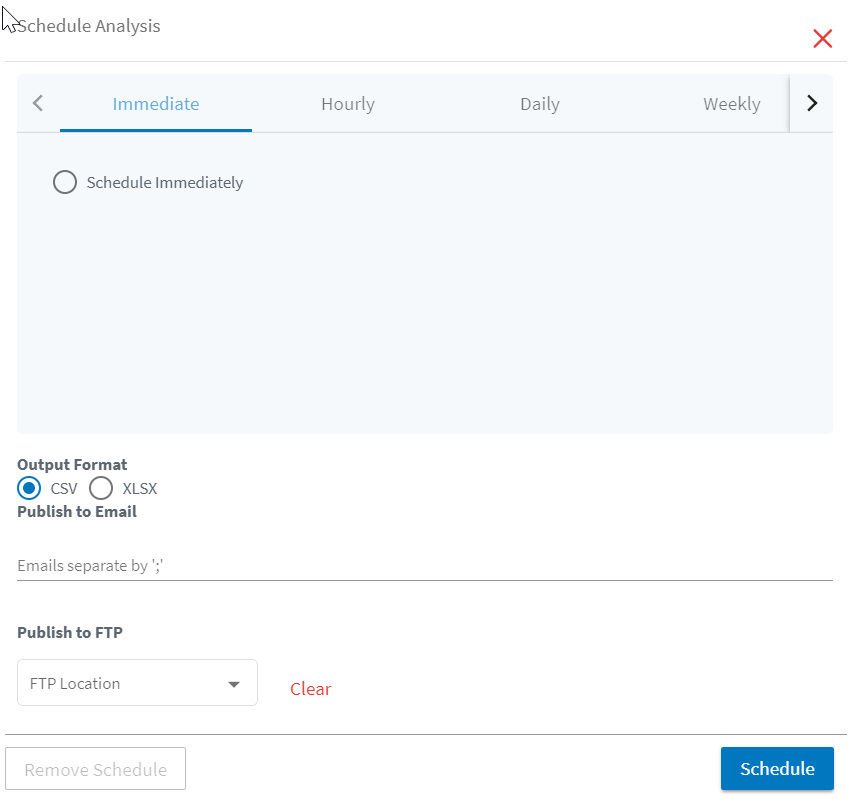 Schedule Analysis
Immediate Hourly Daily Weekly
Schedule Immediately
Output Format
CSV XLSX
Publish to Email
Emails separate by ';'
Publish to FTP
FTP Location Clear
Remove Schedule Schedule